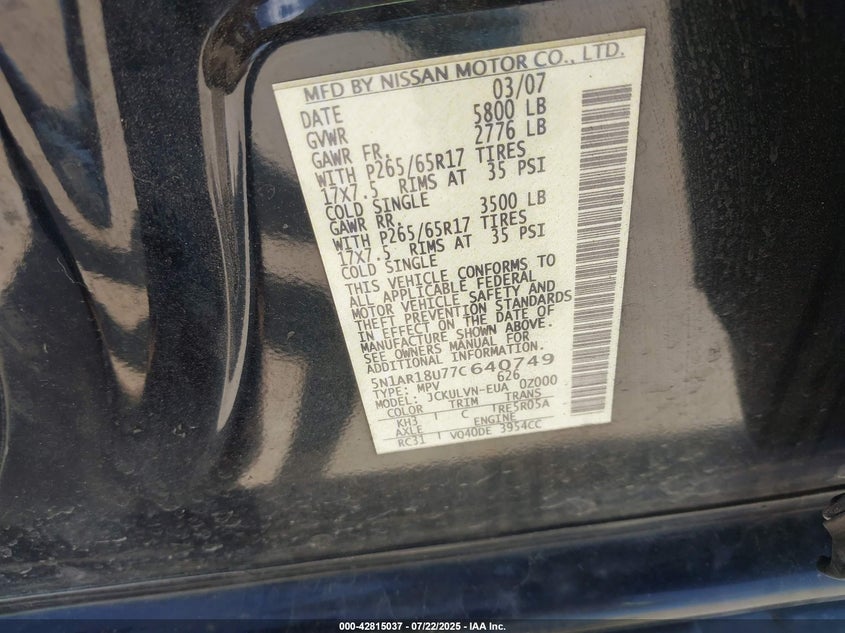 MFD BY NISSAN MOTOR CO., LTD.
DATE 03/07
GVWR 5800 LB
GAWR FR. 2776 LB
WITH P265/65R17 TIRES
17X7.5 RIMS AT 35 PSI
COLD SINGLE
GAWR RR. 3500 LB
WITH P265/65R17 TIRES
17X7.5 RIMS AT 35 PSI
COLD SINGLE
THIS VEHICLE CONFORMS TO
ALL APPLICABLE FEDERAL
MOTOR VEHICLE SAFETY AND
THEFT PREVENTION STANDARDS
IN EFFECT ON THE DATE OF
MANUFACTURE SHOWN ABOVE.
SEE OWNERS MANUAL FOR
ADDITIONAL INFORMATION.
5N1AR18U77C640749
TYPE: MPV 626
MODEL: JCKULVN-EUA 0Z000
COLOR TRIM TRANS
KH3 C RE5R05A
AXLE ENGINE
RC31 VQ40DE 3954CC
000-42815037 - 07/22/2025 - IAA Inc.